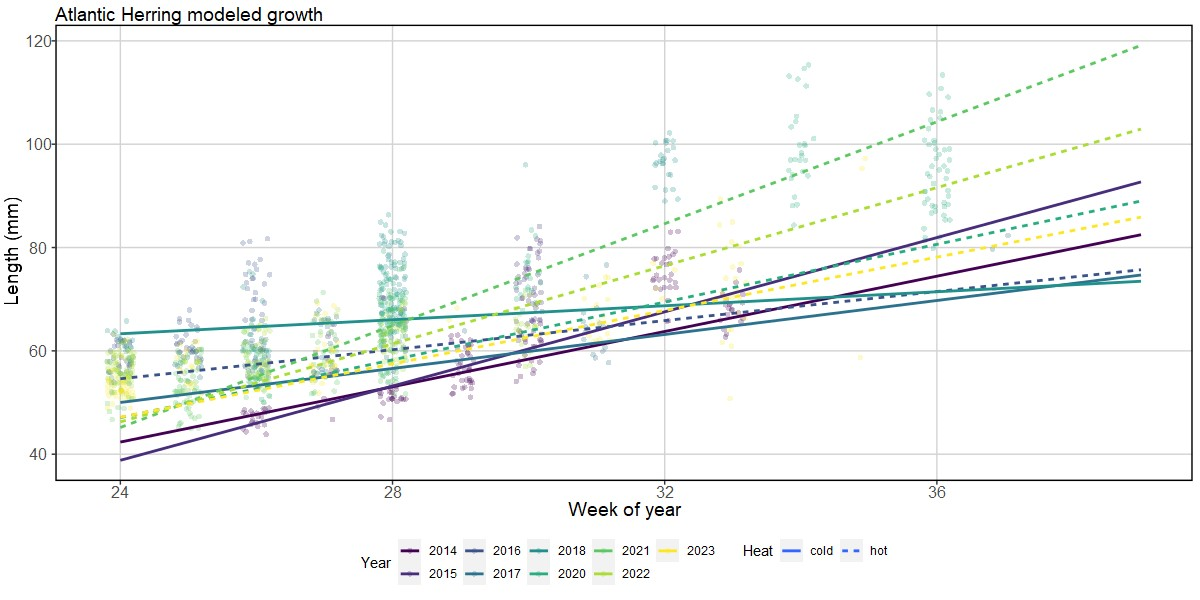 Atlantic Herring modeled growth
Length (mm)
120
100
80
60
40
24 28 32 36
Week of year
Year
2014 2016 2018 2021 2023
2015 2017 2020 2022
Heat cold hot